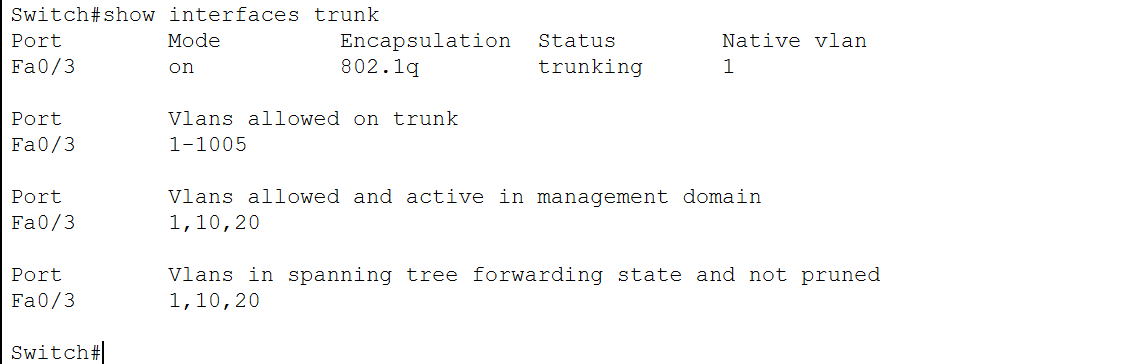 Switch#show interfaces trunk
Port Mode Encapsulation Status Native vlan
Fa0/3 on 802.1q trunking 1
Port Vlans allowed on trunk
Fa0/3 1-1005
Port Vlans allowed and active in management domain
Fa0/3 1,10,20
Port Vlans in spanning tree forwarding state and not pruned
Fa0/3 1,10,20
Switch#